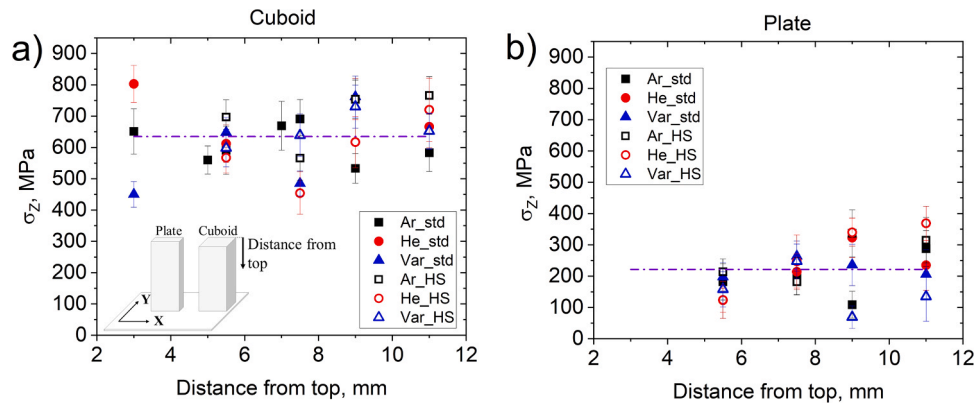 Cuboid
a)
900
800
700
600
500
400
300
200
100
0
σZ, MPa
2 4 6 8 10 12
Distance from top, mm
Plate Cuboid
Distance from
top
Y
X
Ar_std
He_std
Var_std
Ar_HS
He_HS
Var_HS
Plate
b)
900
800
700
600
500
400
300
200
100
0
σZ, MPa
2 4 6 8 10 12
Distance from top, mm
Ar_std
He_std
Var_std
Ar_HS
He_HS
Var_HS